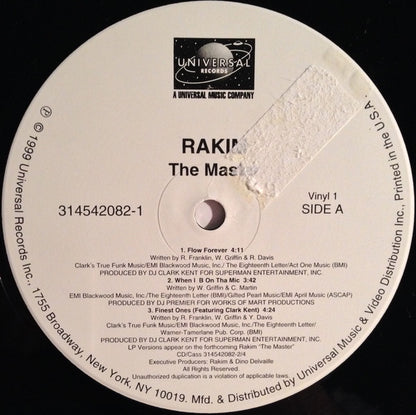 UNIVERSAL
RECORDS
A UNIVERSAL MUSIC COMPANY
RAKIM
The Master
314542082-1
Vinyl 1
SIDE A
1. Flow Forever 4:11
Written by R. Franklin, W. Griffin & R. Davis
Clark's True Funk Music/EMI Blackwood Music, Inc./ The Eighteenth Letter/Act One Music (BMI)
PRODUCED BY DJ CLARK KENT FOR SUPERMAN ENTERTAINMENT, INC.
2. When I B On Tha Mic 3:42
Written by W. Griffin & C. Martin
EMI Blackwood Music, Inc./The Eighteenth Letter (BMI)/Gifted Pearl Music/EMI April Music (ASCAP)
PRODUCED BY DJ PREMIER FOR WORKS OF MART PRODUCTIONS
3. Finest Ones (Featuring Clark Kent) 4:24
Written by R. Franklin, W. Griffin & Y. Davis
Clark's True Funk Music/EMI Blackwood Music, Inc./The Eighteenth Letter/
Warner-Tamerlane Pub. Corp. (BMI)
PRODUCED BY DJ CLARK KENT FOR SUPERMAN ENTERTAINMENT, INC.
LP Versions appear on the forthcoming Rakim "The Master"
CD/Cass 314542082-2/4
Executive Producers: Rakim & Dino Delvaille
All Rights Reserved.
Unauthorized duplication is a violation of applicable laws.
℗ © 1999 Universal Records Inc., 1755 Broadway, New York, NY 10019. Mfd. & Distributed by Universal Music & Video Distribution Inc., Printed in the U.S.A.